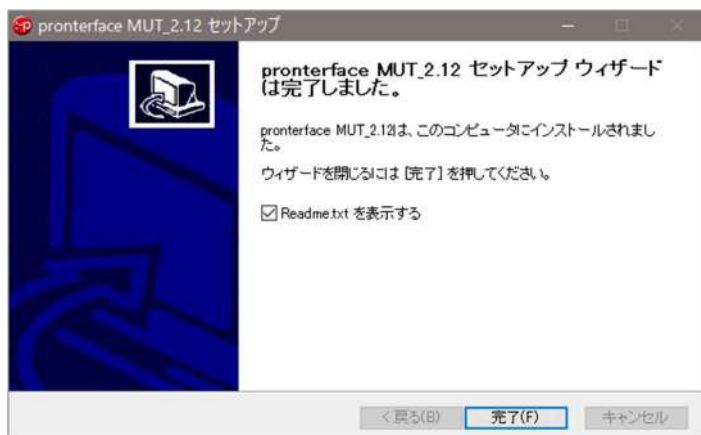 pronterface MUT_2.12 セットアップ
pronterface MUT_2.12 セットアップ ウィザード
は完了しました。
pronterface MUT_2.12は、このコンピュータにインストールされまし
た。
ウィザードを閉じるには [完了] を押してください。
Readme.txt を表示する
< 戻る(B)
完了(F)
キャンセル